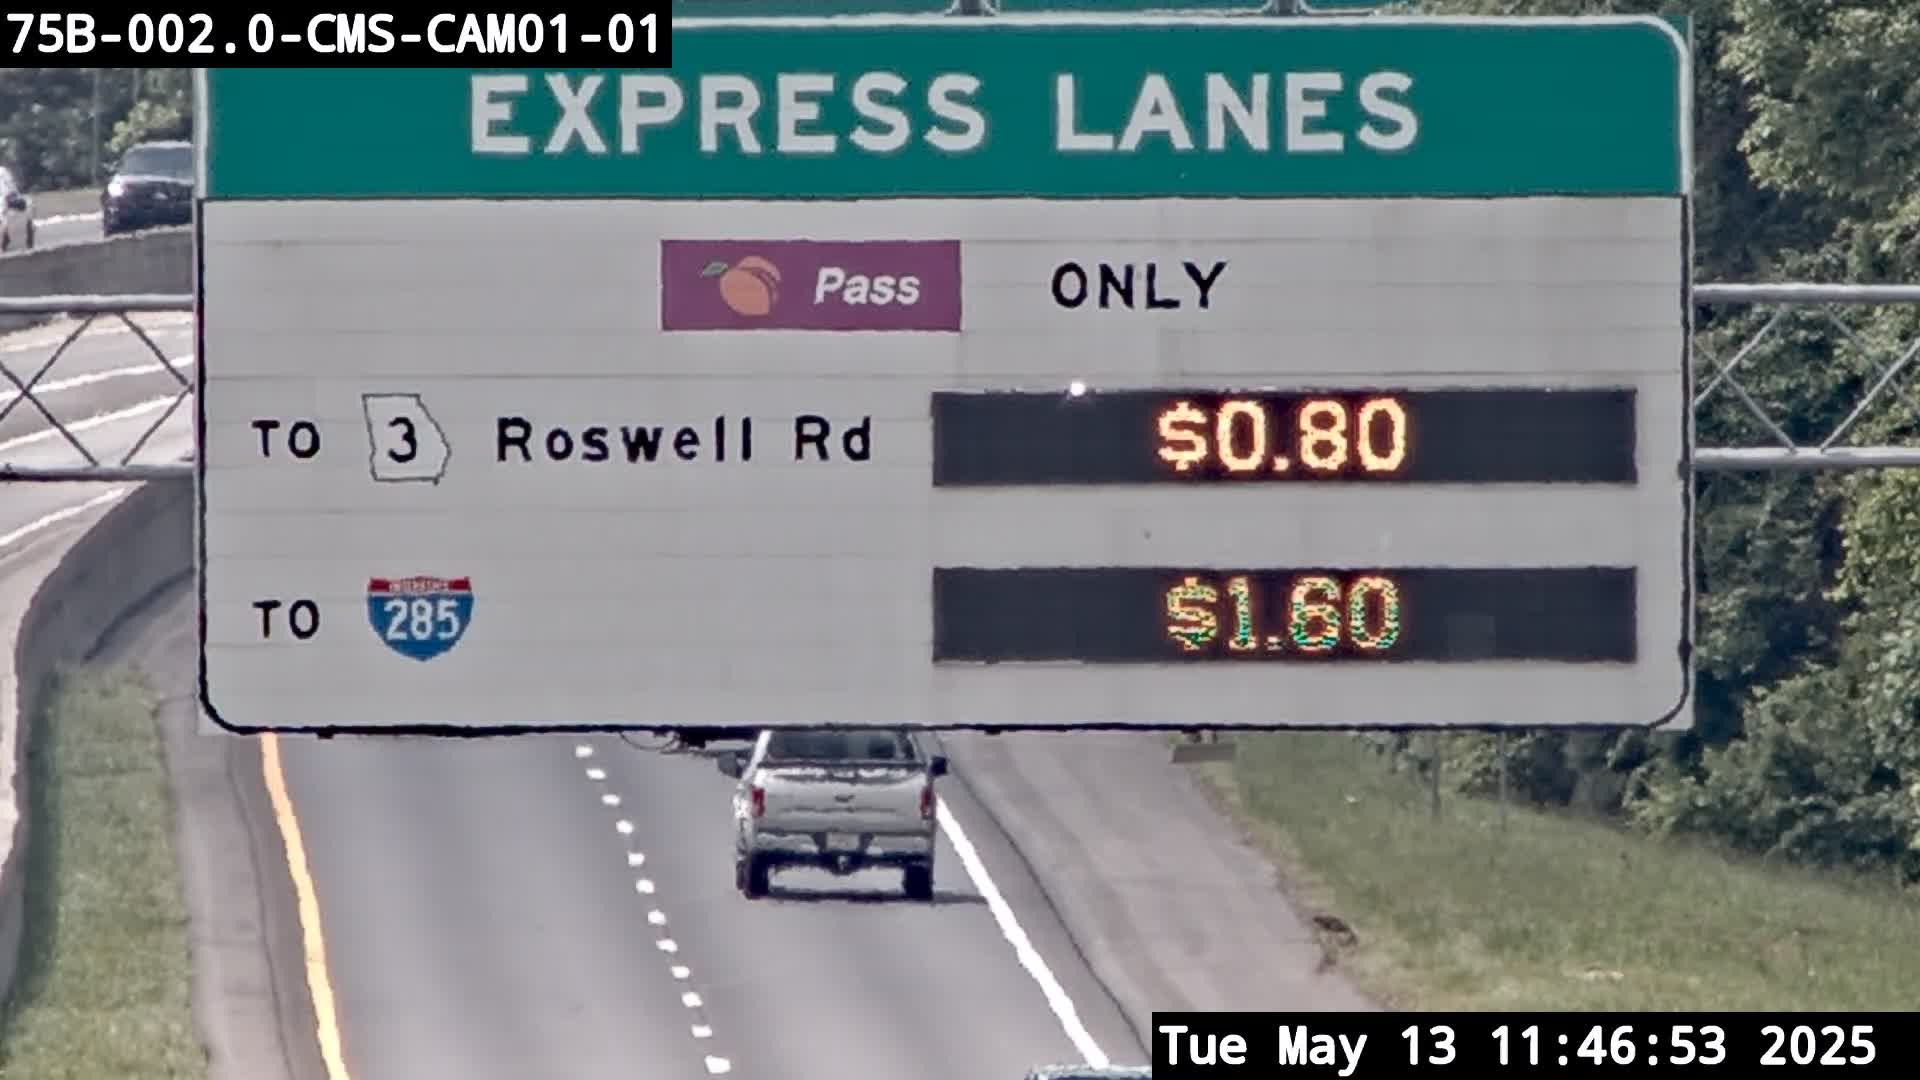 75B-002.0-CMS-CAM01-01
EXPRESS LANES
Pass ONLY
TO 3 Roswell Rd $0.80
INTERSTATE
TO 285 $1.60
Tue May 13 11:46:53 2025